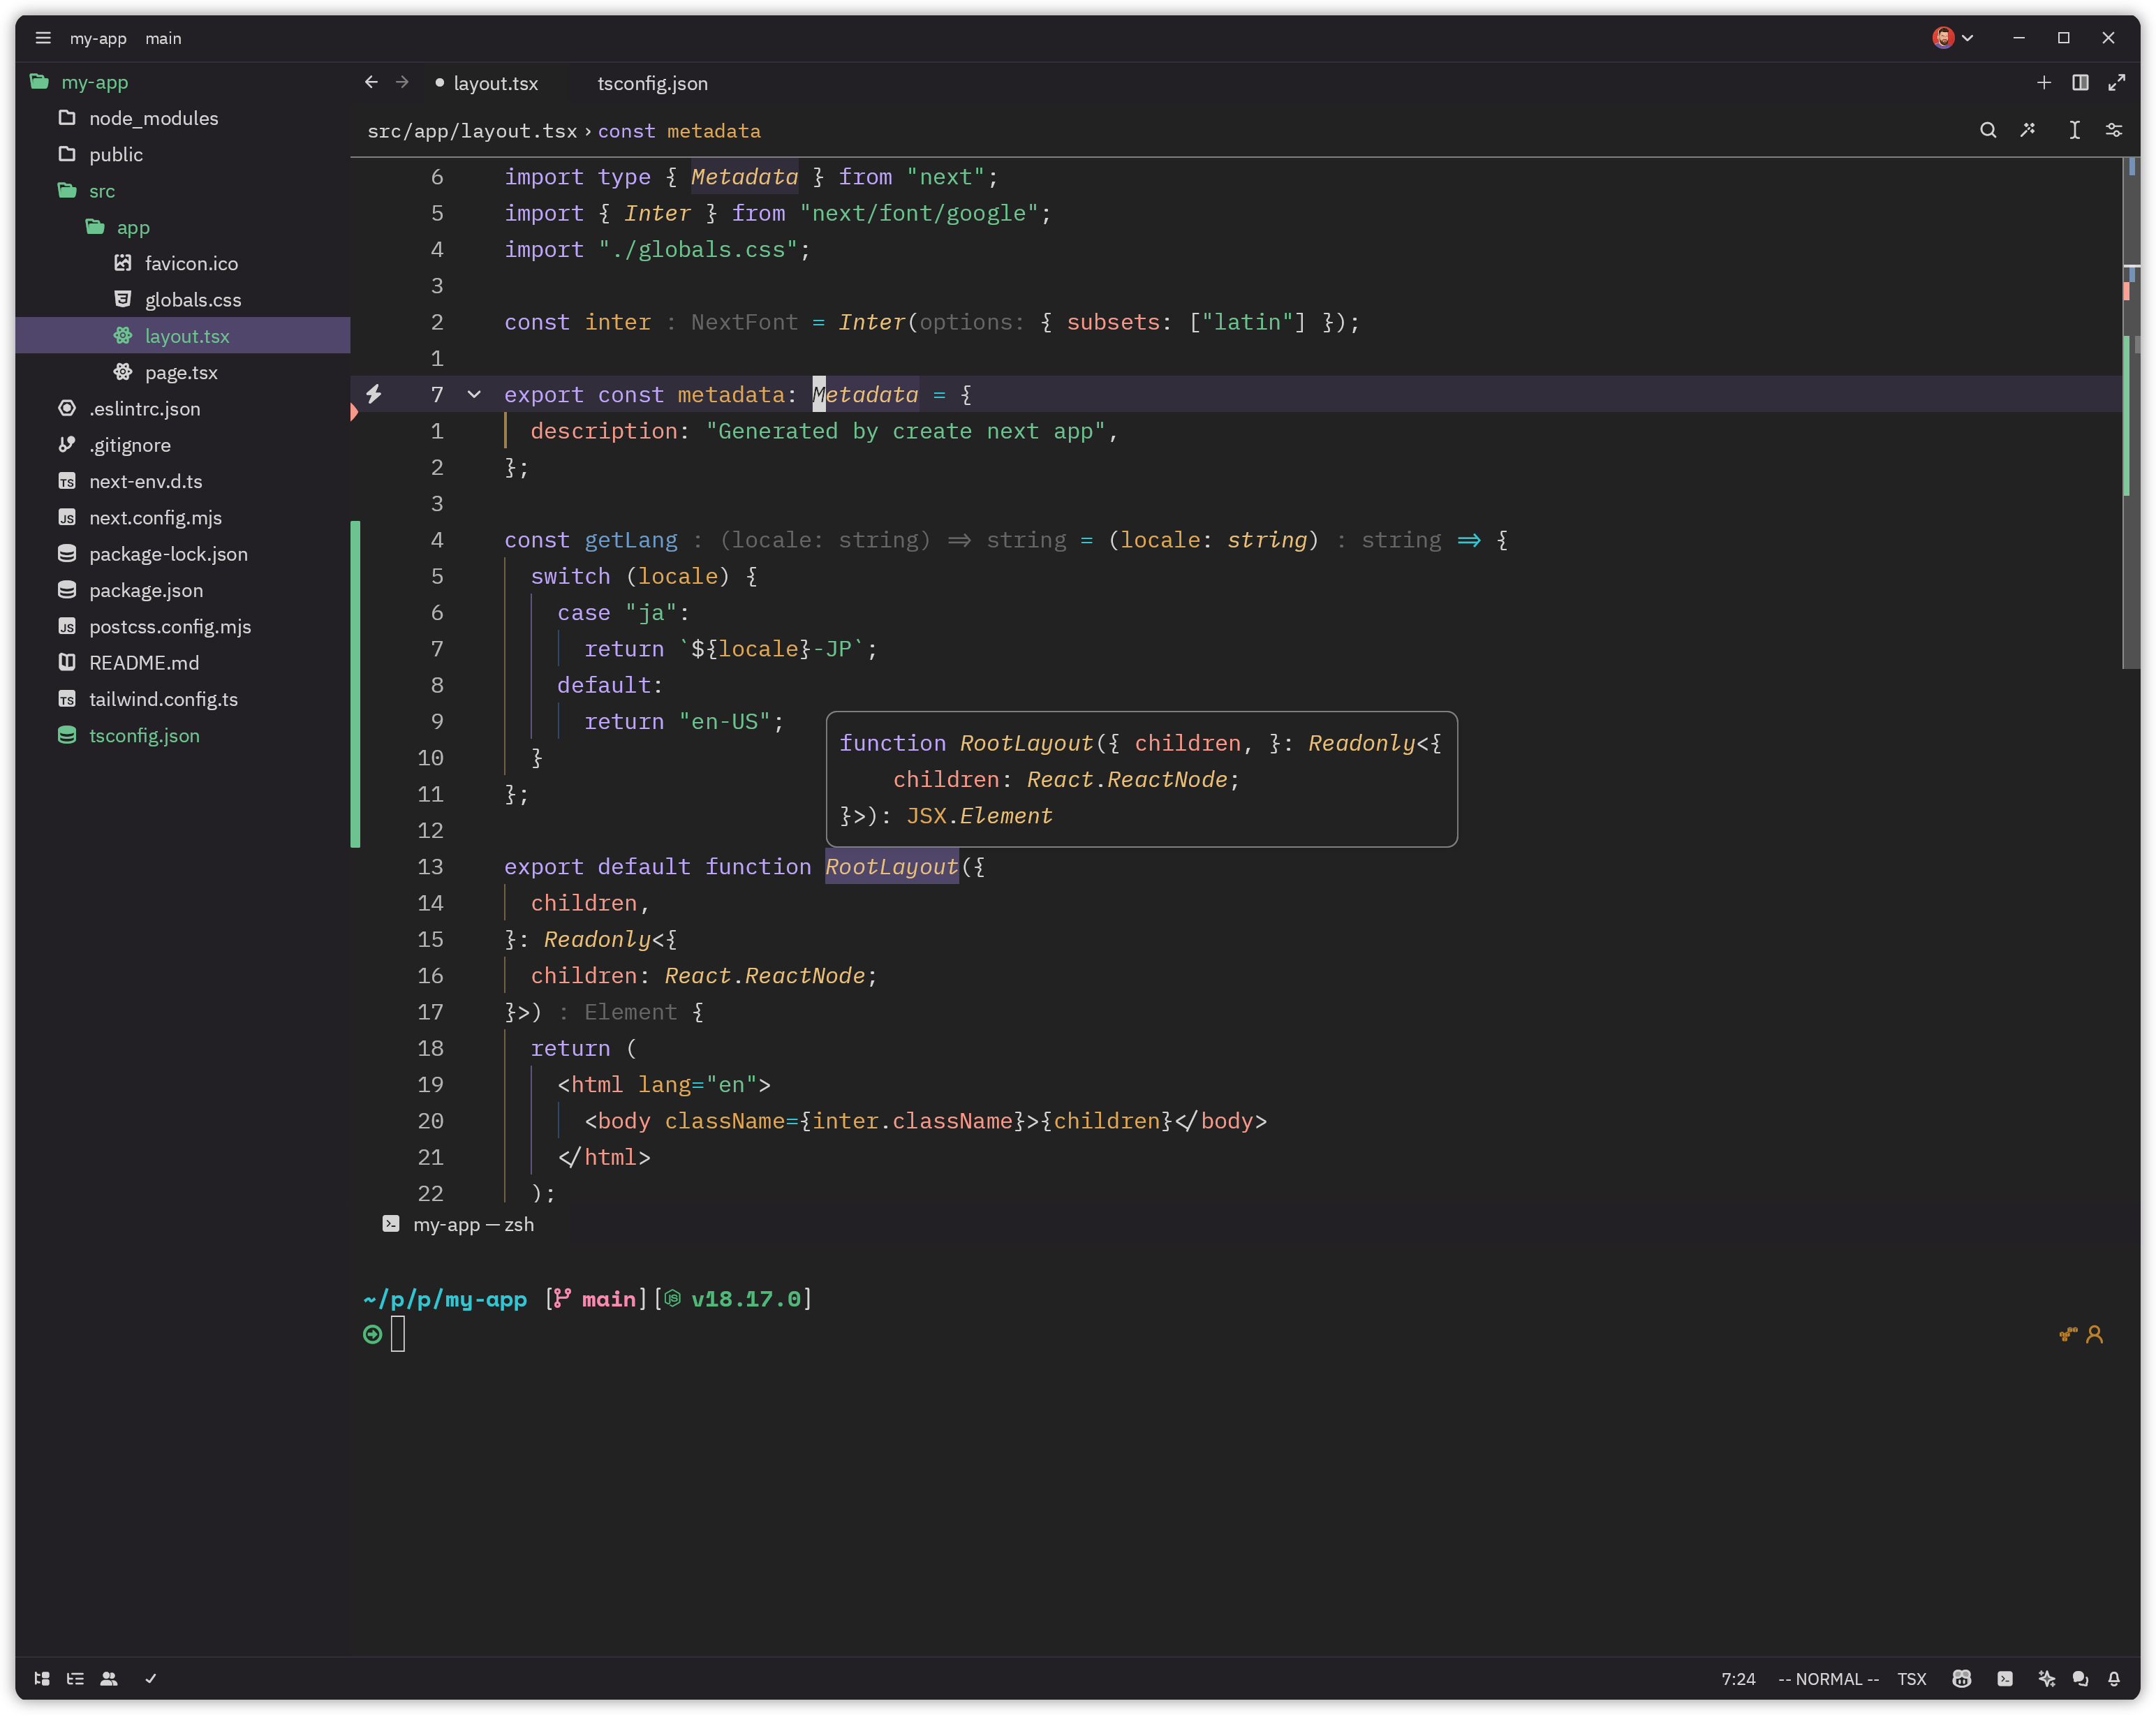 my-app main
my-app
node_modules
public
src
app
favicon.ico
globals.css
layout.tsx
page.tsx
.eslintrc.json
.gitignore
next-env.d.ts
next.config.mjs
package-lock.json
package.json
postcss.config.mjs
README.md
tailwind.config.ts
tsconfig.json
layout.tsx tsconfig.json
src/app/layout.tsx › const metadata
6 import type { Metadata } from "next";
5 import { Inter } from "next/font/google";
4 import "./globals.css";
3
2 const inter : NextFont = Inter(options: { subsets: ["latin"] });
1
7 export const metadata: Metadata = {
1 description: "Generated by create next app",
2 };
3
4 const getLang : (locale: string) => string = (locale: string) : string => {
5 switch (locale) {
6 case "ja":
7 return `${locale}-JP`;
8 default:
9 return "en-US";
10 }
11 };
12
function RootLayout({ children, }: Readonly<{
children: React.ReactNode;
}>): JSX.Element
13 export default function RootLayout({
14 children,
15 }: Readonly<{
16 children: React.ReactNode;
17 }>) : Element {
18 return (
19 <html lang="en">
20 <body className={inter.className}>{children}</body>
21 </html>
22 );
my-app — zsh
~/p/p/my-app [main][v18.17.0]
7:24 -- NORMAL -- TSX